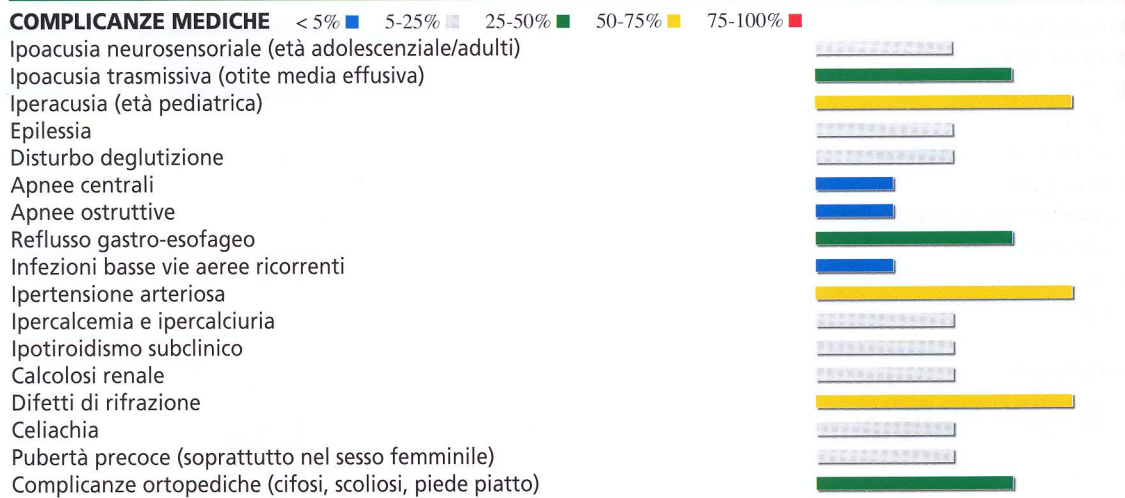 COMPLICANZE MEDICHE < 5% 5-25% 25-50% 50-75% 75-100%
Ipoacusia neurosensoriale (età adolescenziale/adulti)
Ipoacusia trasmissiva (otite media effusiva)
Iperacusia (età pediatrica)
Epilessia
Disturbo deglutizione
Apnee centrali
Apnee ostruttive
Reflusso gastro-esofageo
Infezioni basse vie aeree ricorrenti
Ipertensione arteriosa
Ipercalcemia e ipercalciuria
Ipotiroidismo subclinico
Calcolosi renale
Difetti di rifrazione
Celiachia
Pubertà precoce (soprattutto nel sesso femminile)
Complicanze ortopediche (cifosi, scoliosi, piede piatto)